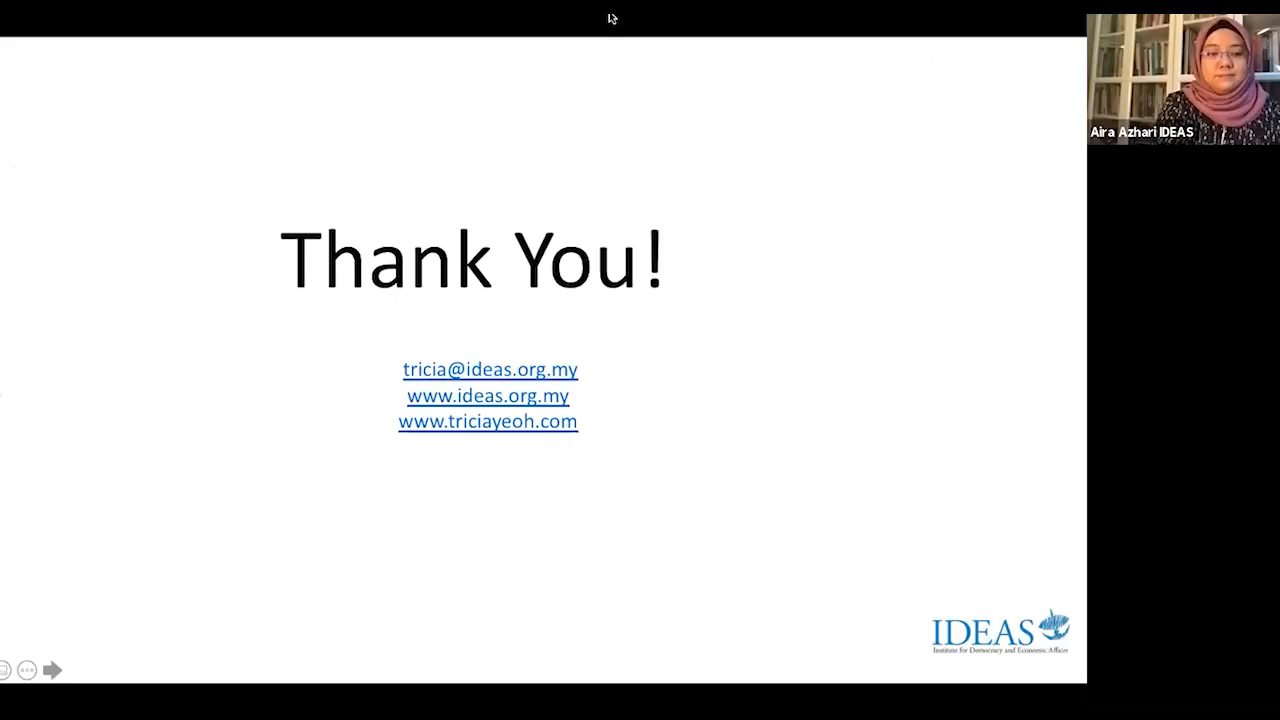 Thank You!
tricia@ideas.org.my
www.ideas.org.my
www.triciayeoh.com
IDEAS
Institute for Democracy and Economic Affairs
Aira Azhari IDEAS